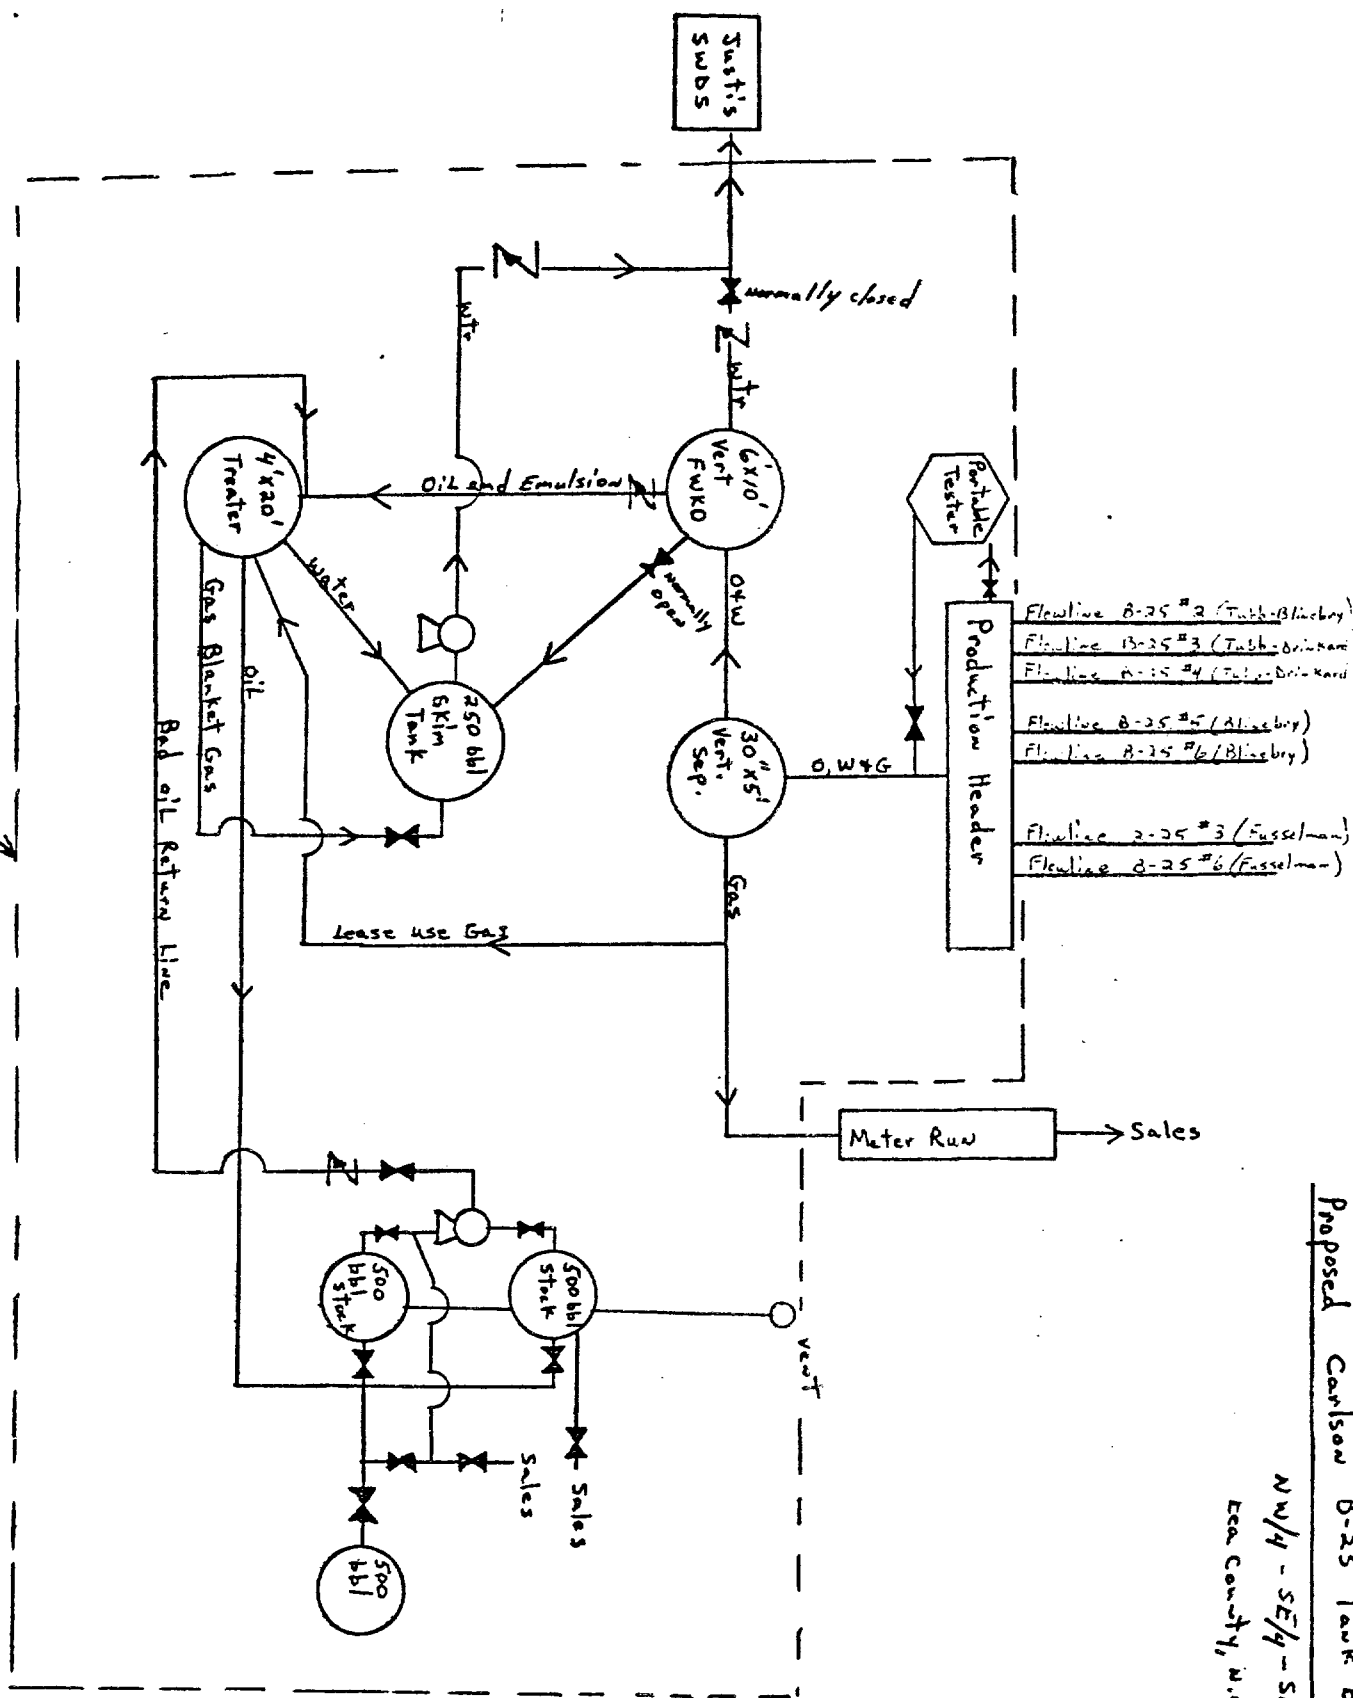 Justis
SWDS
Normally closed
wtr
wtr
6'X10'
Vert
FWKO
4'x20'
Treater
Oil and Emulsion
Portable
Tester
Production Header
Flowline B-25 #2 (Tubb-Blinebry)
Flowline B-25 #3 (Tubb-Drinkard
Flowline B-25 #4 (Tubb-Drinkard
Flowline B-25 #5 (Blinebry)
Flowline B-25 #6 (Blinebry)
Flowline B-25 #3 (Fusselman)
Flowline B-25 #6 (Fusselman)
Normally
open
O+W
Water
250 bbl
Skim
Tank
30"x5'
Vert.
Sep.
O, W+G
Gas Blanket Gas
Oil
Bad oil Return Line
Gas
Lease use Gas
Meter Run
Sales
500
bbl
stock
500 bbl
stock
vent
Sales
Sales
500
bbl
Proposed Carlson B-25 Tank
NW/4 - SE/4 -
Lea County,